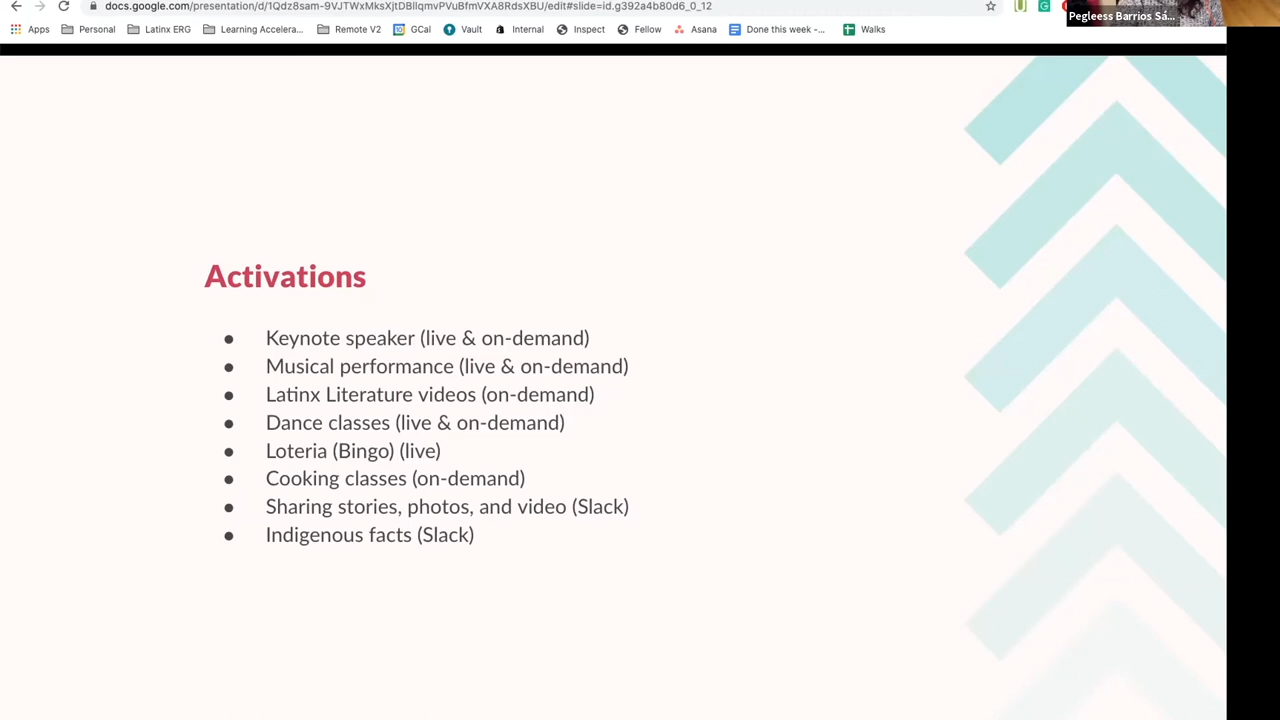 docs.google.com/presentation/d/1Qdz8sam-9VJTWxMksXjtDBllqmvPVuBfmVXA8RdsXBU/edit#slide=id.g392a4b80d6_0_12
Pegleess Barrios Sá...
Apps Personal Latinx ERG Learning Accelera... Remote V2 GCal Vault Internal Inspect Fellow Asana Done this week -... Walks
Activations
● Keynote speaker (live & on-demand)
● Musical performance (live & on-demand)
● Latinx Literature videos (on-demand)
● Dance classes (live & on-demand)
● Loteria (Bingo) (live)
● Cooking classes (on-demand)
● Sharing stories, photos, and video (Slack)
● Indigenous facts (Slack)